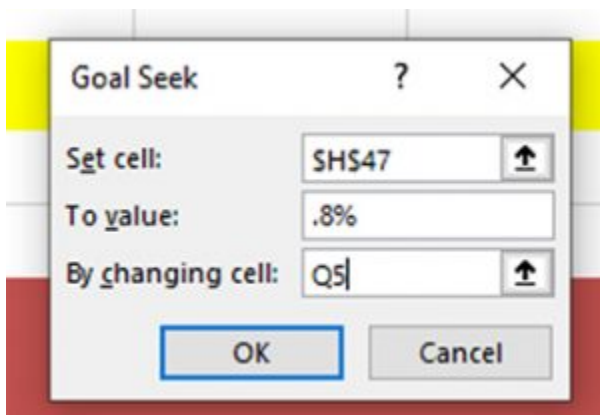 Goal Seek ? ×
Set cell: $H$47
To value: .8%
By changing cell: Q5
OK Cancel